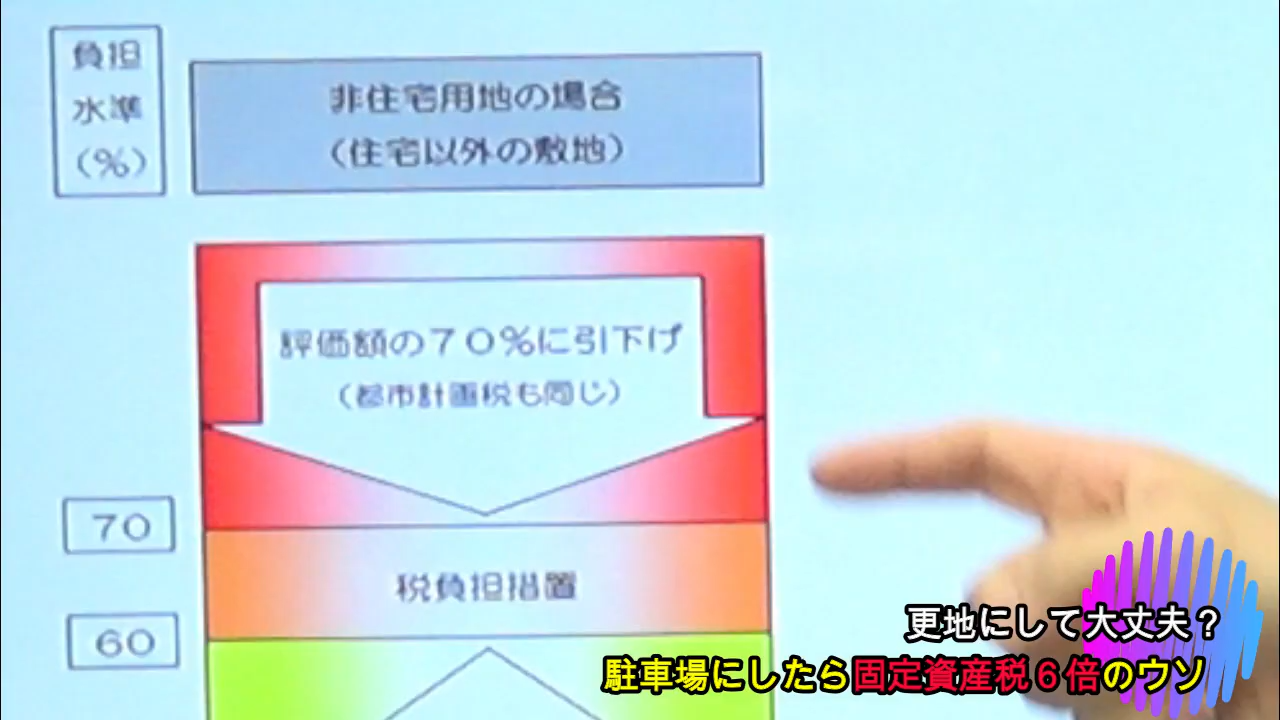 負担
水準
(%)
非住宅用地の場合
(住宅以外の敷地)
評価額の70%に引下げ
(都市計画税も同じ)
70
税負担措置
60
更地にして大丈夫?
駐車場にしたら固定資産税6倍のウソ